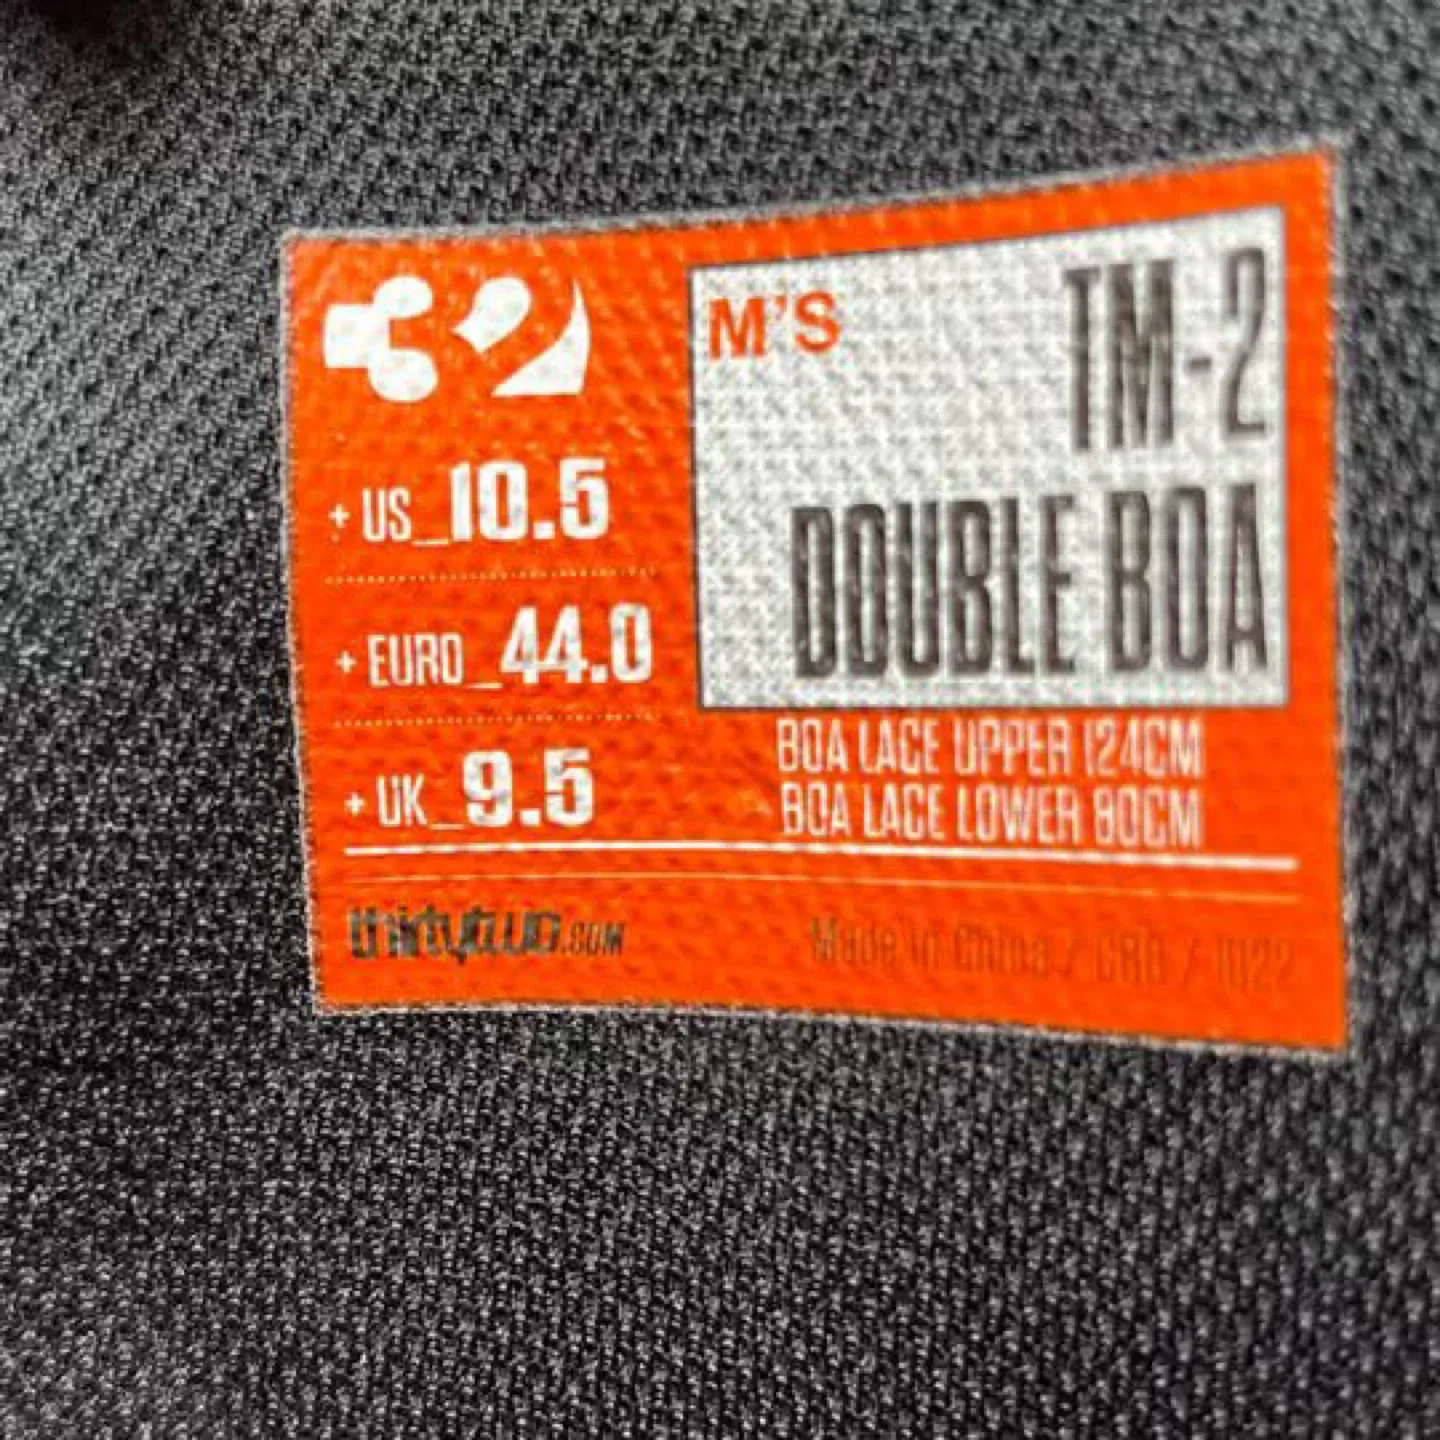 32
+ US_10.5
+ EURO_44.0
+ UK_9.5
M'S
TM-2
DOUBLE BOA
BOA LACE UPPER 124CM
BOA LACE LOWER 80CM
thirtytwo.COM
Made in China /